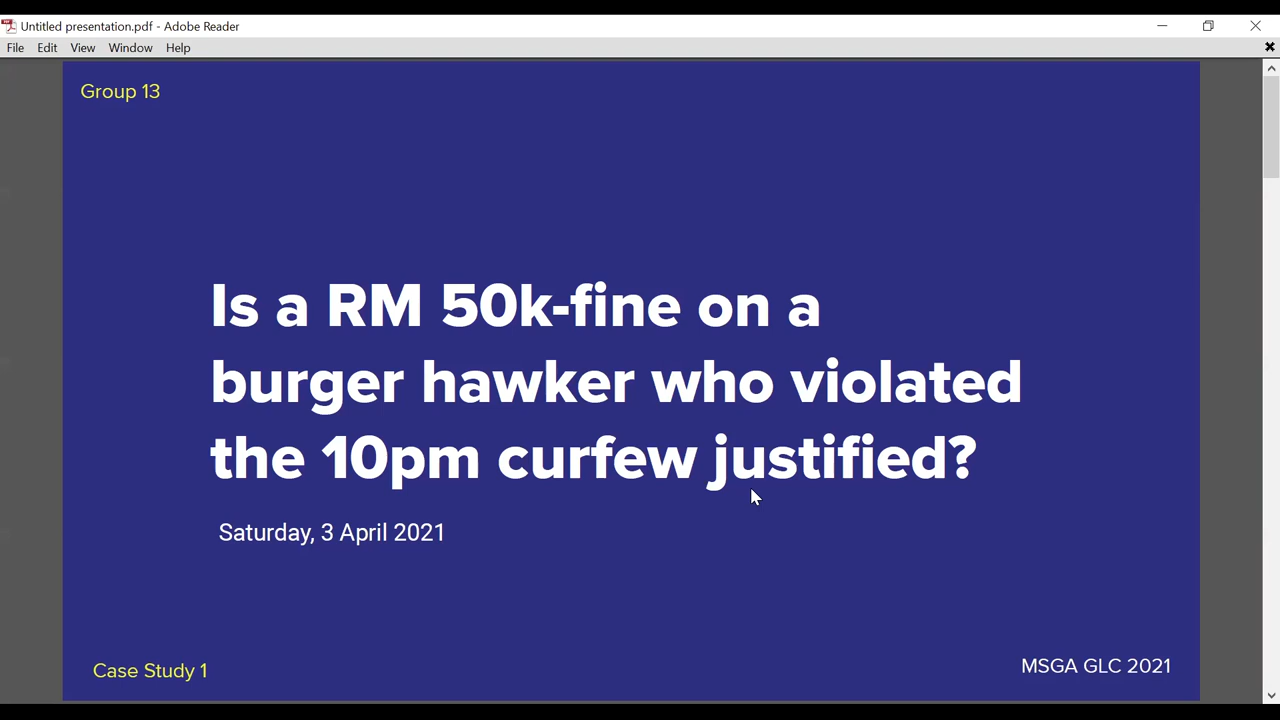 Untitled presentation.pdf - Adobe Reader
File Edit View Window Help
Group 13
Is a RM 50k-fine on a
burger hawker who violated
the 10pm curfew justified?
Saturday, 3 April 2021
Case Study 1
MSGA GLC 2021